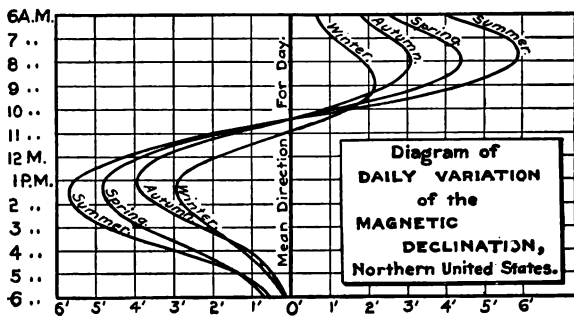 6 A.M.
7 ..
8 ..
9 ..
10 ..
11 ..
12 M.
1 P.M.
2 ..
3 ..
4 ..
5 ..
6 ..
Winter.
Autumn.
Spring.
Summer.
Mean Direction For Day.
Summer.
Spring.
Autumn.
Winter.
Diagram of
DAILY VARIATION
of the
MAGNETIC
DECLINATION,
Northern United States.
6' 5' 4' 3' 2' 1' 0' 1' 2' 3' 4' 5' 6'